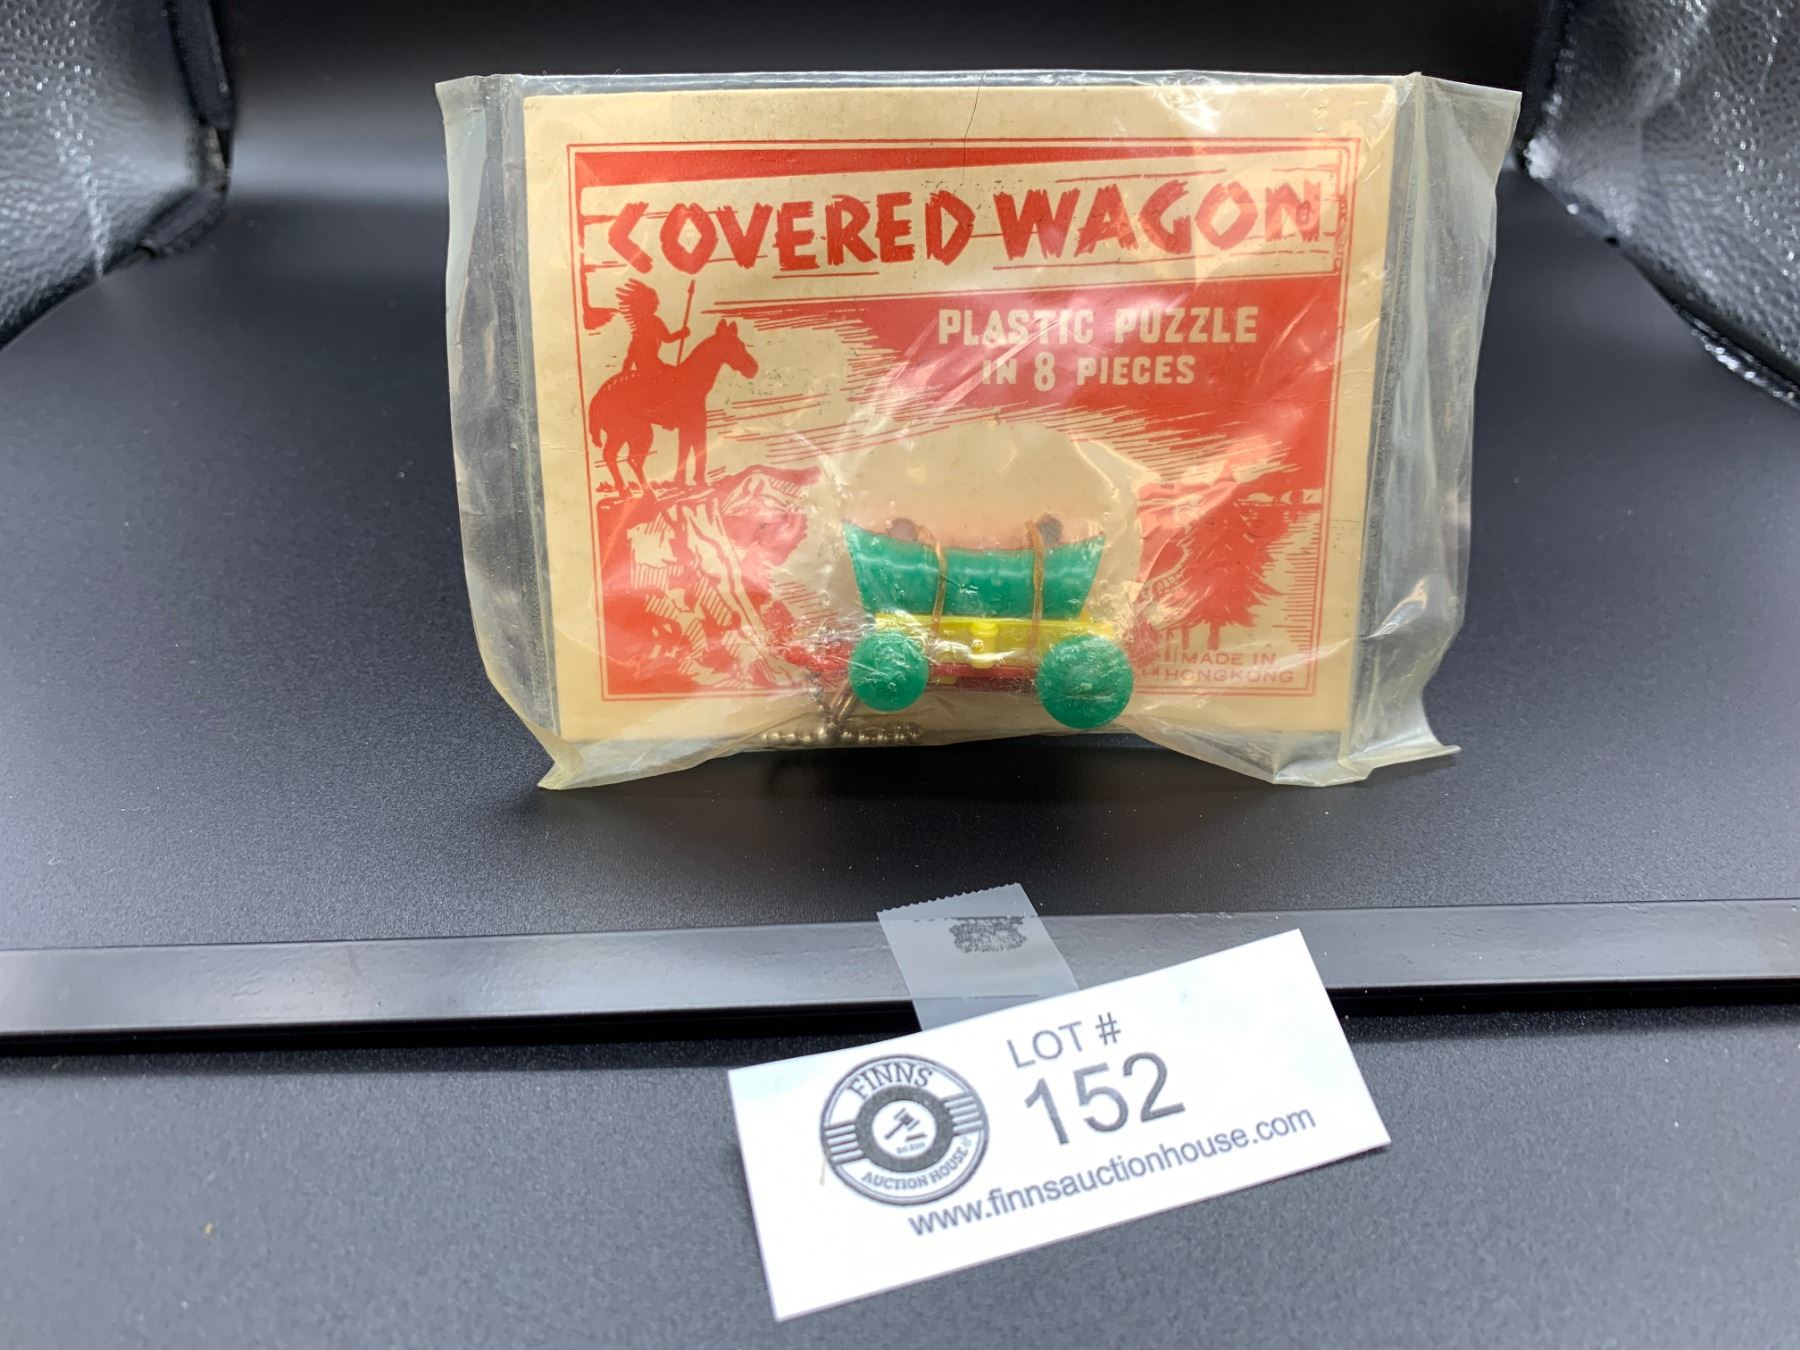 COVERED WAGON
PLASTIC PUZZLE
IN 8 PIECES
MADE IN
HONGKONG
FINNS
AUCTION HOUSE
LOT #
152
www.finnsauctionhouse.com